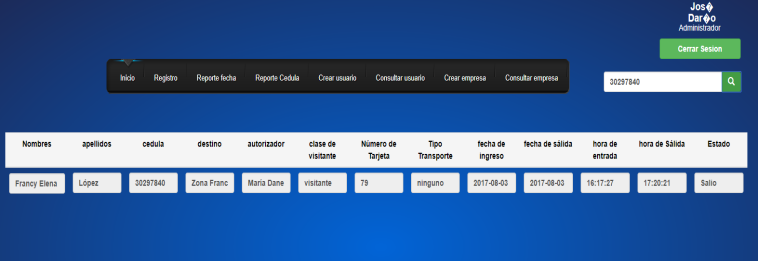 Jos�
Dar�o
Administrador
Cerrar Sesion
Inicio Registro Reporte fecha Reporte Cedula Crear usuario Consultar usuario Crear empresa Consultar empresa
30297840
Nombres apellidos cedula destino autorizador clase de visitante Número de Tarjeta Tipo Transporte fecha de ingreso fecha de sálida hora de entrada hora de Sálida Estado
Francy Elena López 30297840 Zona Franc Maria Dane visitante 79 ninguno 2017-08-03 2017-08-03 16:17:27 17:20:21 Salio